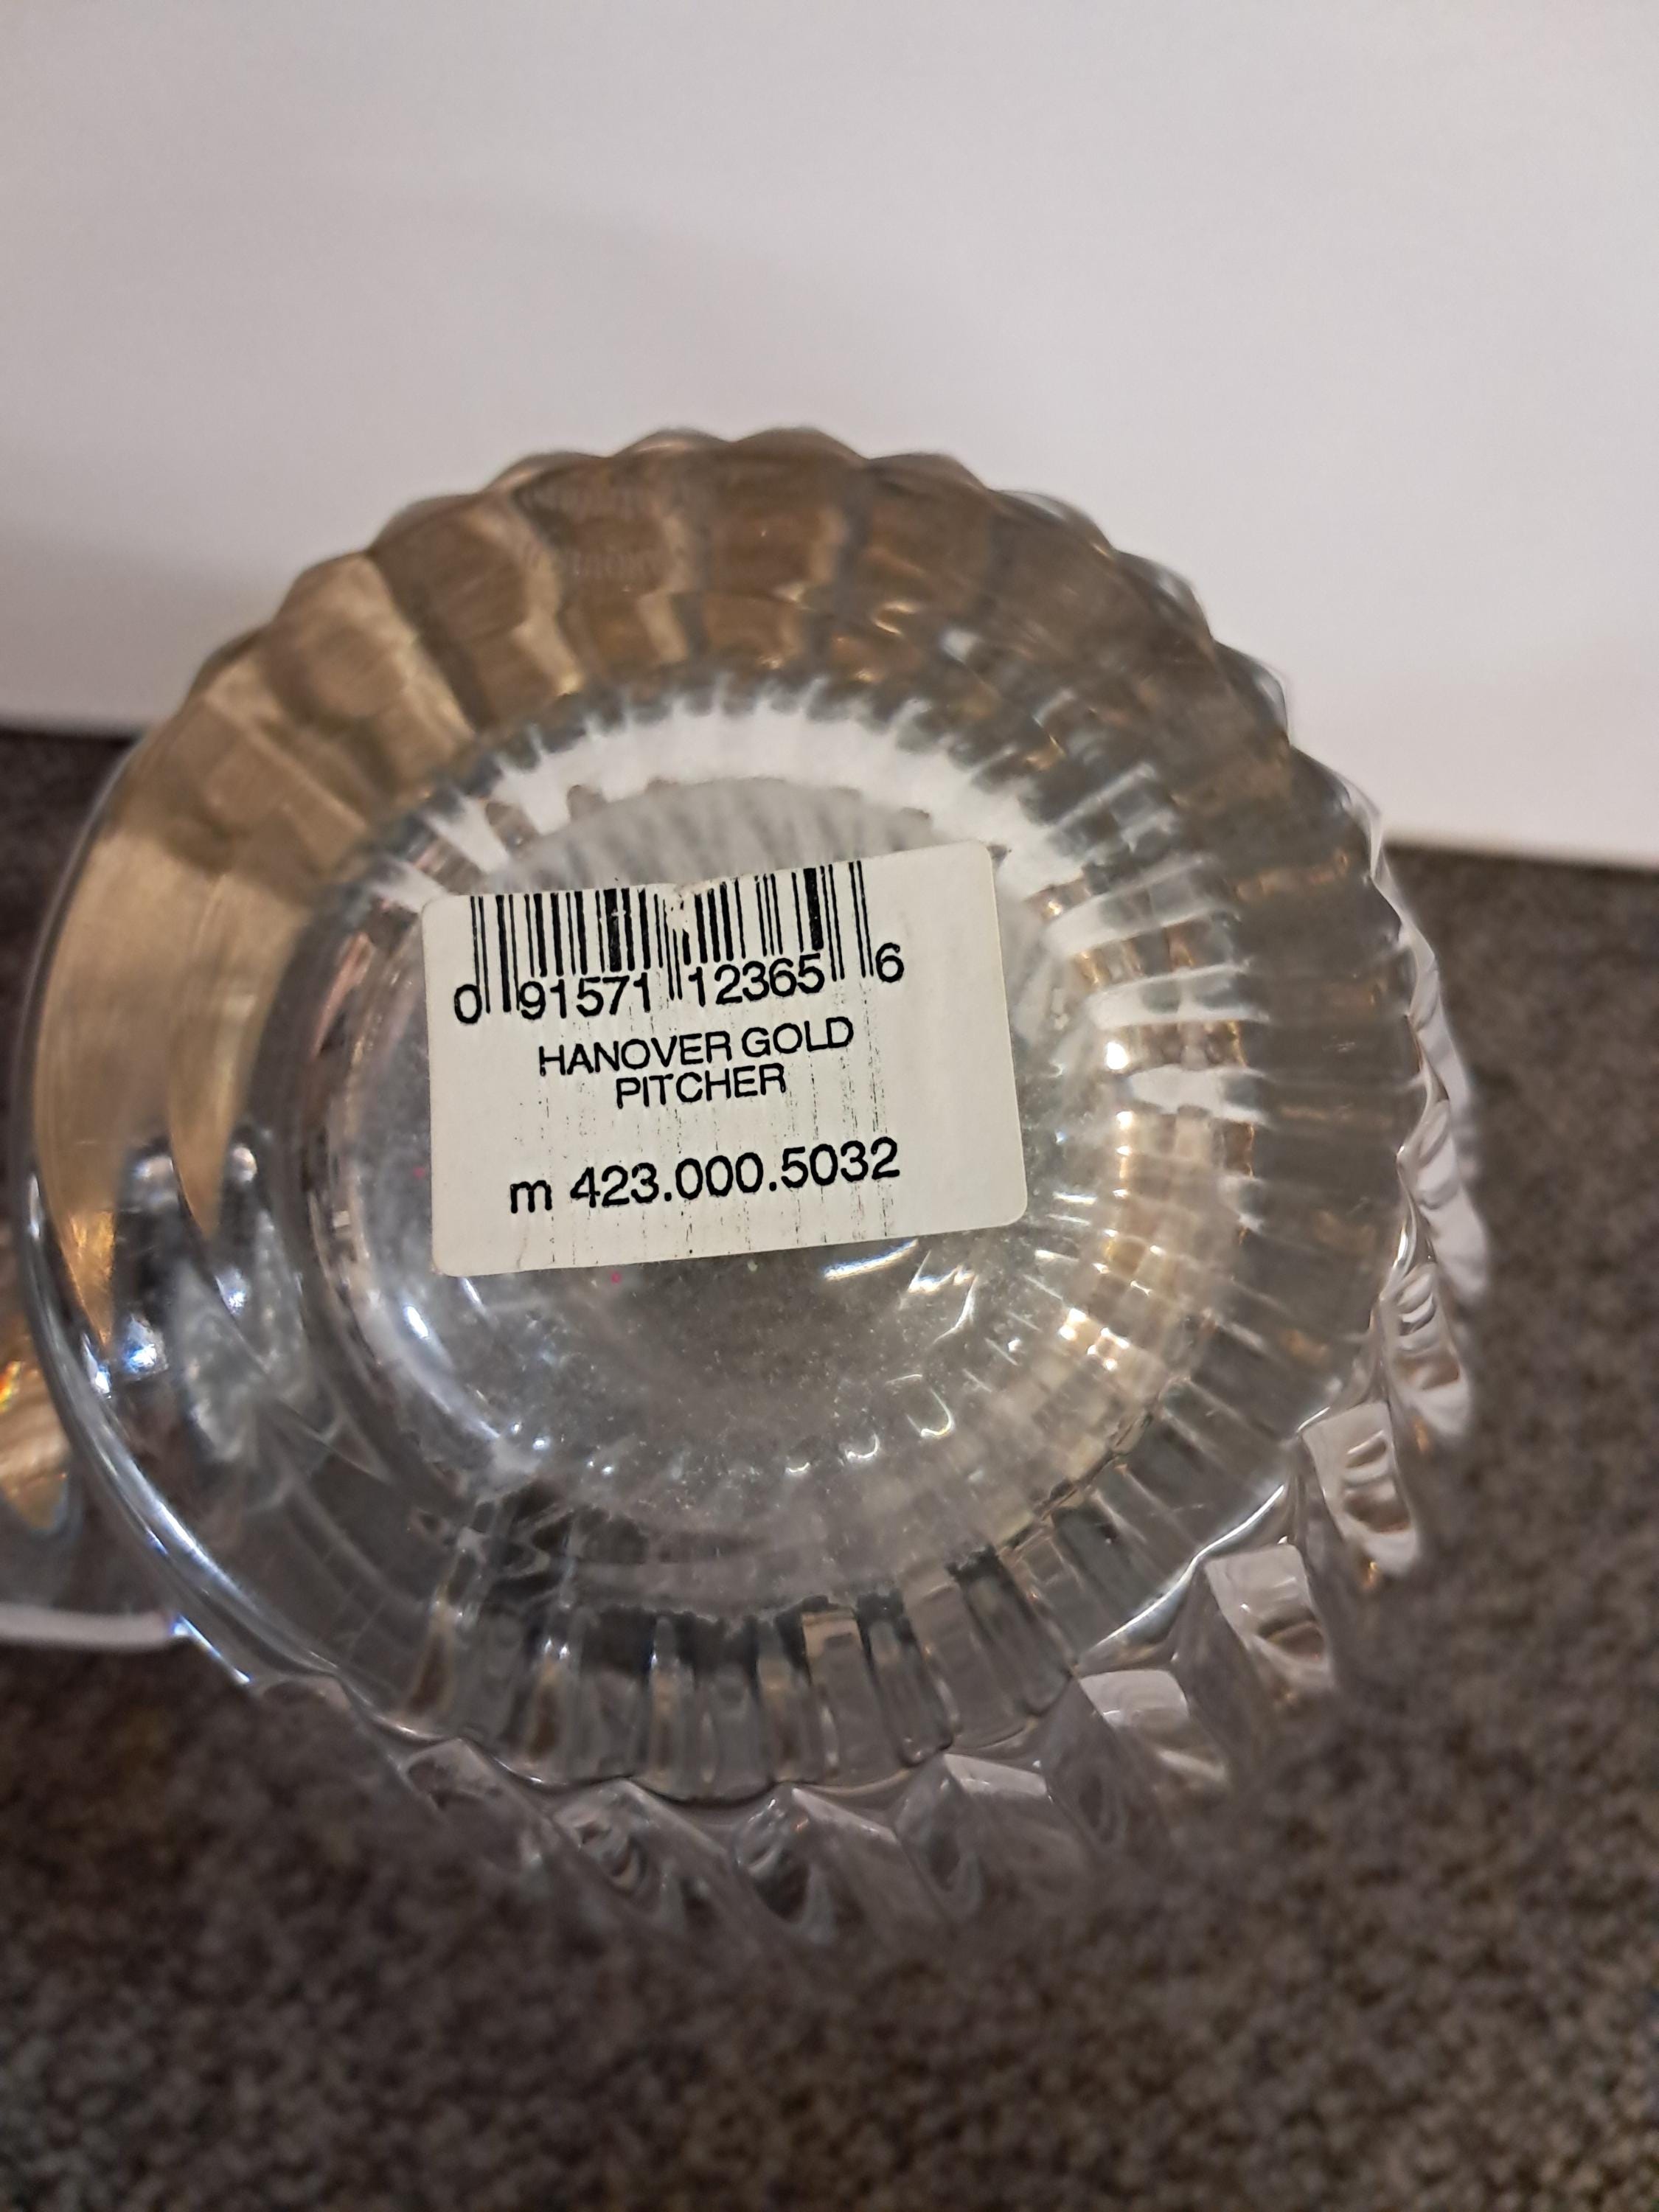 0 91571 12365 6
HANOVER GOLD
PITCHER
m 423.000.5032